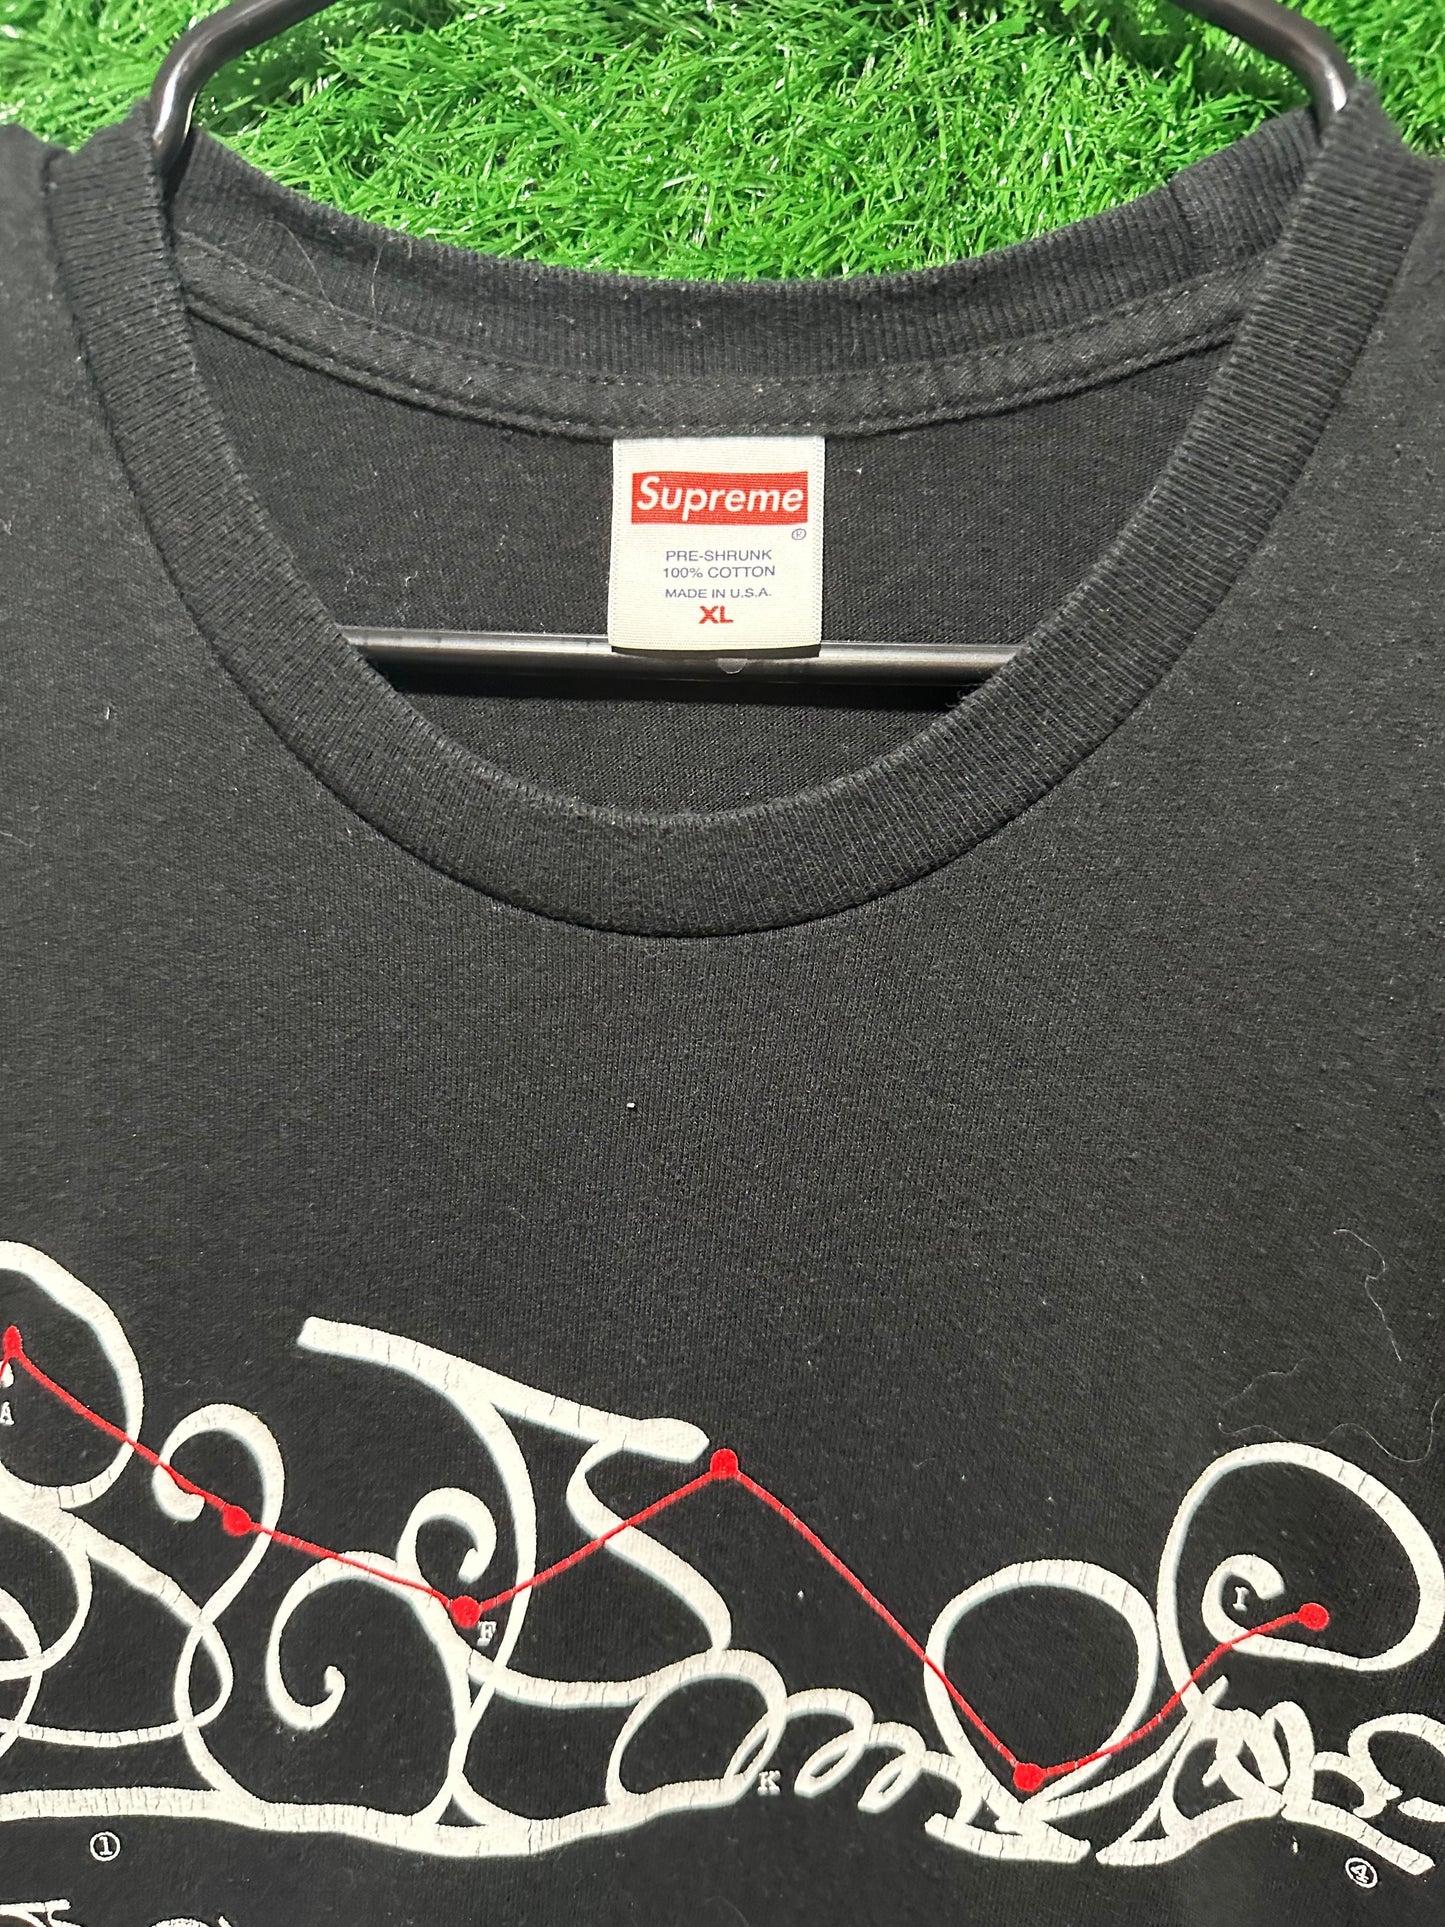 Supreme
®
PRE-SHRUNK
100% COTTON
MADE IN U.S.A.
XL
A
I
F
K
①
④